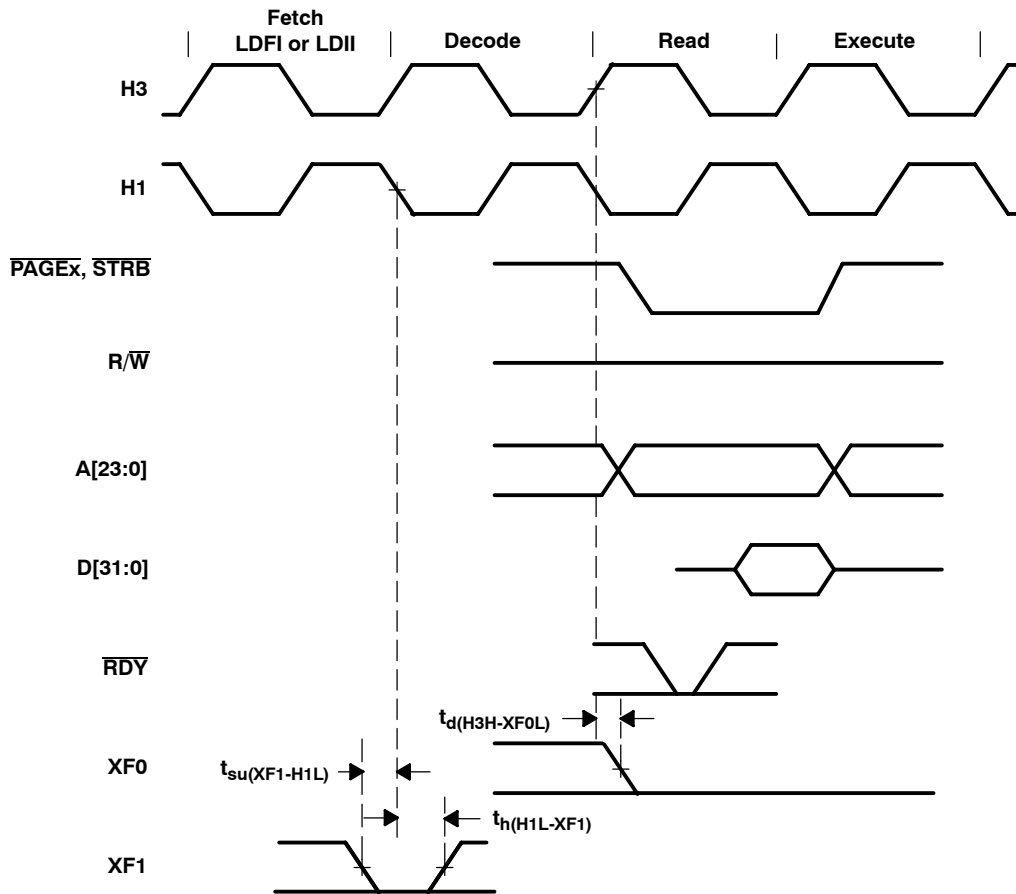 Fetch
LDFI or LDII
Decode
Read
Execute
H3
H1
PAGEx, STRB
R/W
A[23:0]
D[31:0]
RDY
td(H3H-XF0L)
XF0
tsu(XF1-H1L)
th(H1L-XF1)
XF1